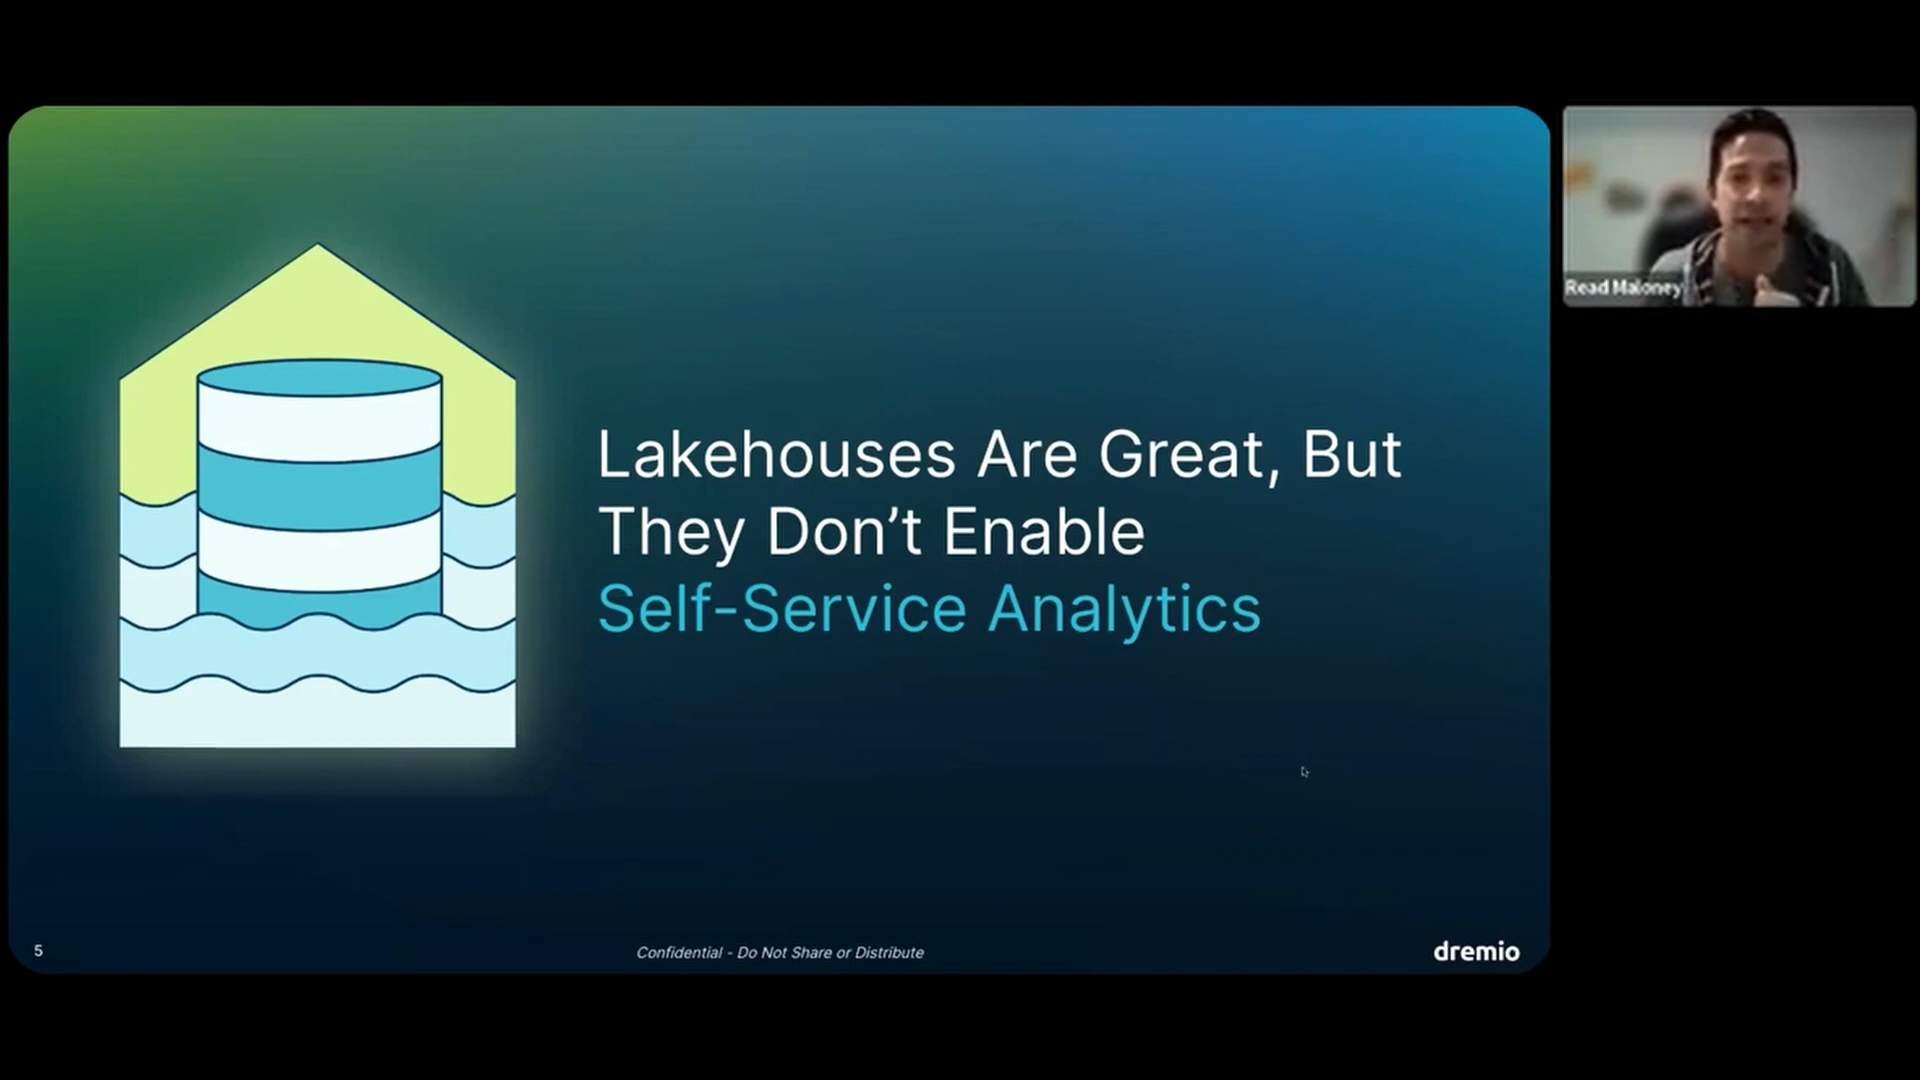 Lakehouses Are Great, But
They Don’t Enable
Self-Service Analytics
5
Confidential - Do Not Share or Distribute
dremio
Read Maloney